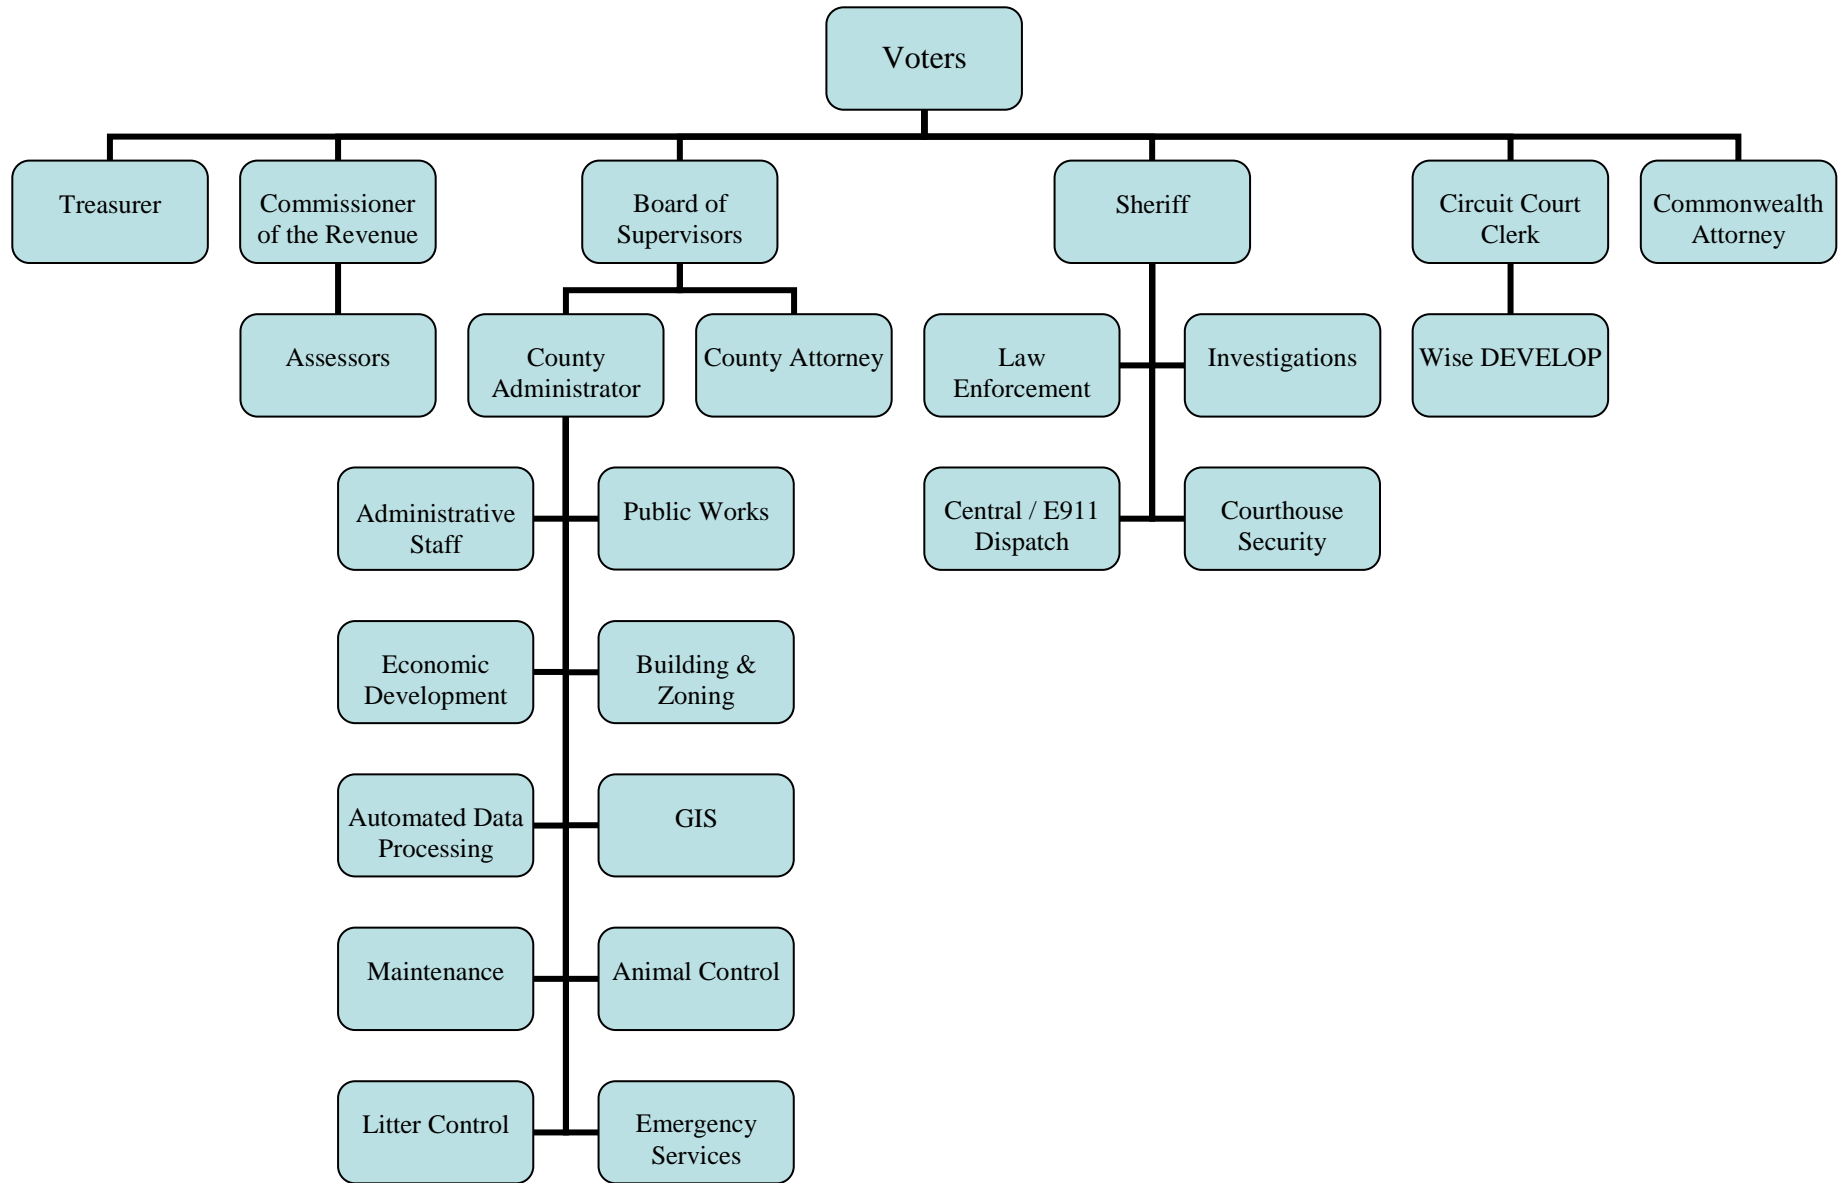 Voters
Treasurer
Commissioner
of the Revenue
Board of
Supervisors
Sheriff
Circuit Court
Clerk
Commonwealth
Attorney
Assessors
County
Administrator
County Attorney
Law
Enforcement
Investigations
Wise DEVELOP
Administrative
Staff
Public Works
Central / E911
Dispatch
Courthouse
Security
Economic
Development
Building &
Zoning
Automated Data
Processing
GIS
Maintenance
Animal Control
Litter Control
Emergency
Services